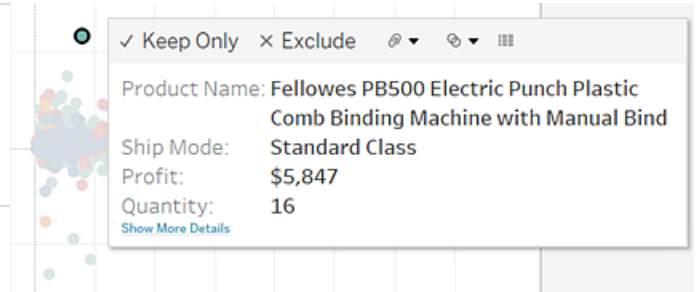 ✓ Keep Only × Exclude
Product Name: Fellowes PB500 Electric Punch Plastic
Comb Binding Machine with Manual Bind
Ship Mode: Standard Class
Profit: $5,847
Quantity: 16
Show More Details